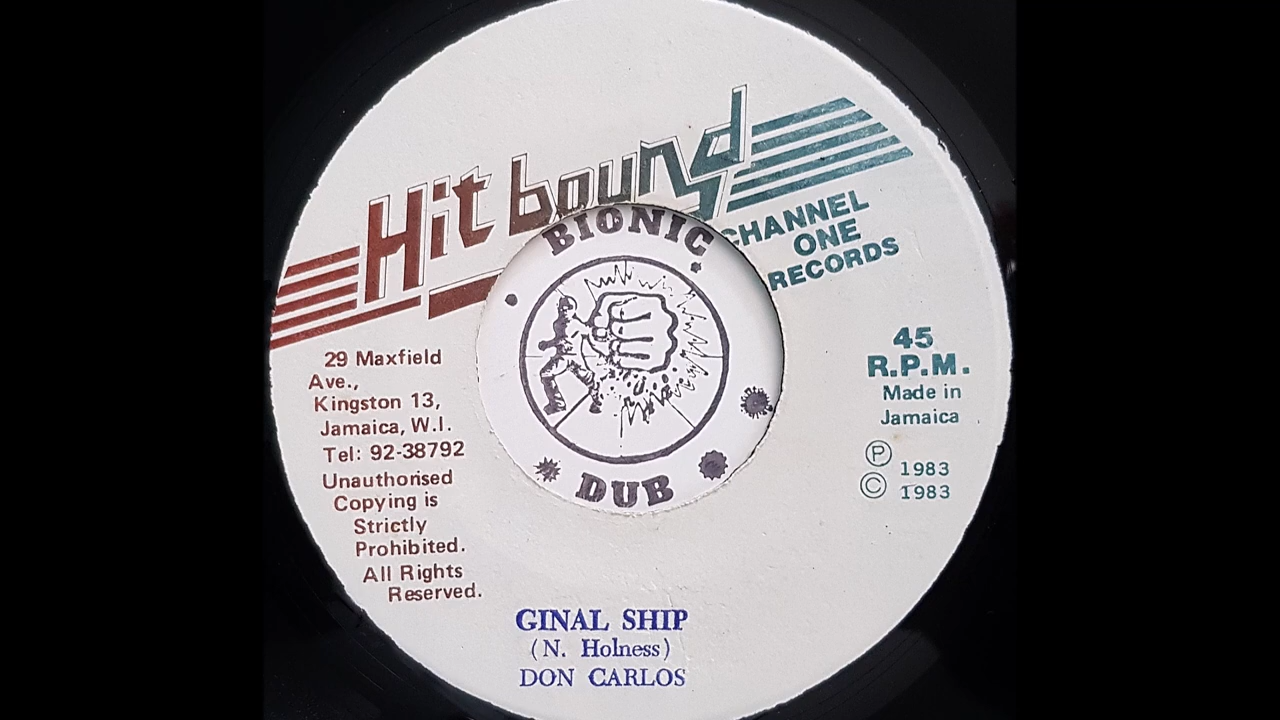 Hit bound
CHANNEL
ONE
RECORDS
BIONIC
DUB
29 Maxfield
Ave.,
Kingston 13,
Jamaica, W.I.
Tel: 92-38792
Unauthorised
Copying is
Strictly
Prohibited.
All Rights
Reserved.
45
R.P.M.
Made in
Jamaica
Ⓟ 1983
© 1983
GINAL SHIP
(N. Holness)
DON CARLOS